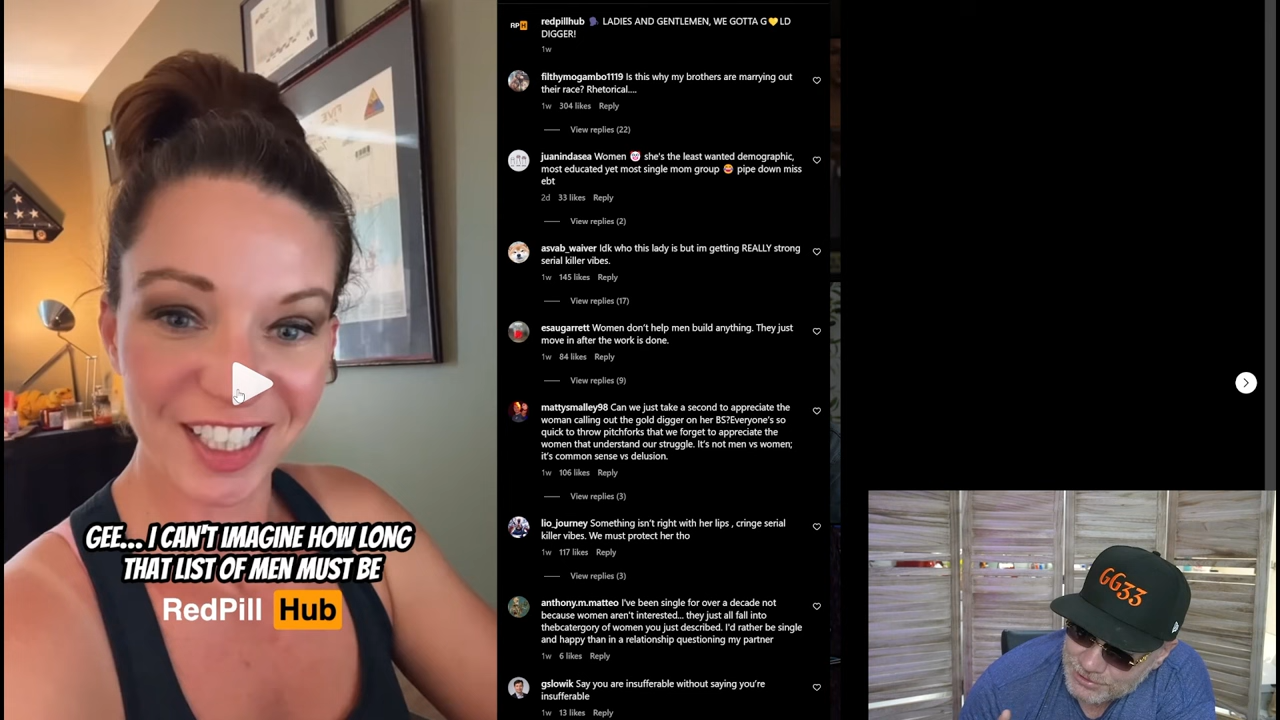 GEE... I CAN'T IMAGINE HOW LONG
THAT LIST OF MEN MUST BE
RedPill Hub
RP H
redpillhub 🗣 LADIES AND GENTLEMEN, WE GOTTA G💛LD
DIGGER!
1w
filthymogambo1119 Is this why my brothers are marrying out
their race? Rhetorical....
1w 304 likes Reply
View replies (22)
juanindasea Women 🤡 she's the least wanted demographic,
most educated yet most single mom group 🤡 pipe down miss
ebt
2d 33 likes Reply
View replies (2)
asvab_waiver Idk who this lady is but im getting REALLY strong
serial killer vibes.
1w 145 likes Reply
View replies (17)
esaugarrett Women don't help men build anything. They just
move in after the work is done.
1w 84 likes Reply
View replies (9)
mattysmalley98 Can we just take a second to appreciate the
woman calling out the gold digger on her BS?Everyone's so
quick to throw pitchforks that we forget to appreciate the
women that understand our struggle. It's not men vs women;
it's common sense vs delusion.
1w 106 likes Reply
View replies (3)
lio_journey Something isn't right with her lips , cringe serial
killer vibes. We must protect her tho
1w 117 likes Reply
View replies (3)
anthony.m.matteo I've been single for over a decade not
because women aren't interested... they just all fall into
thebcatergory of women you just described. I'd rather be single
and happy than in a relationship questioning my partner
1w 6 likes Reply
gslowik Say you are insufferable without saying you're
insufferable
1w 13 likes Reply
GG33